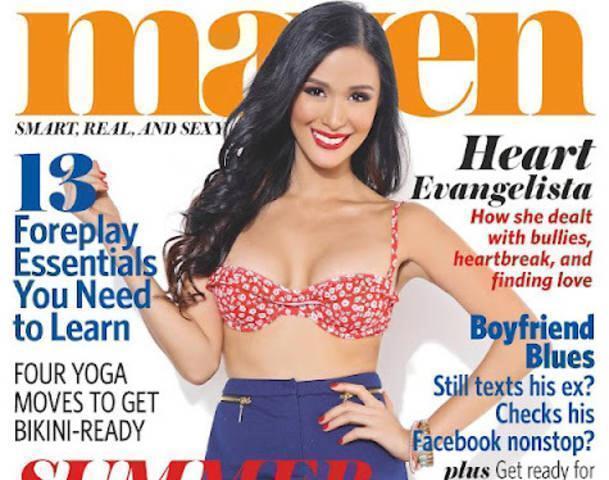 maven
SMART, REAL, AND SEXY
13
Foreplay
Essentials
You Need
to Learn
FOUR YOGA
MOVES TO GET
BIKINI-READY
SUMMER
Heart
Evangelista
How she dealt
with bullies,
heartbreak, and
finding love
Boyfriend
Blues
Still texts his ex?
Checks his
Facebook nonstop?
plus Get ready for